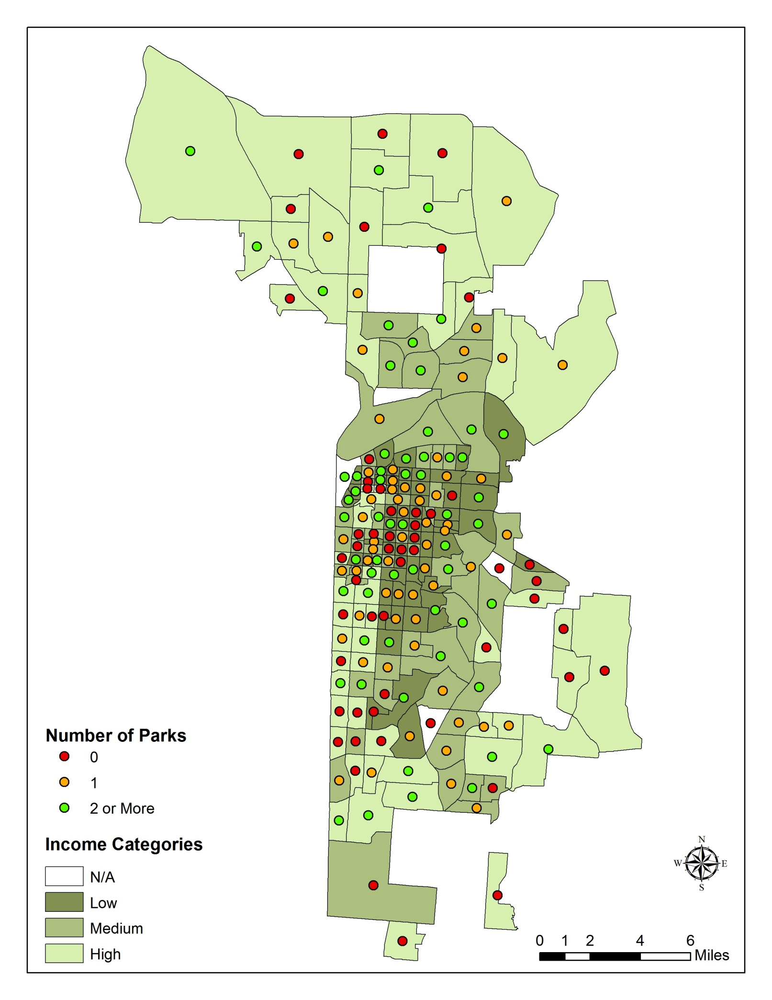 Number of Parks
0
1
2 or More
Income Categories
N/A
Low
Medium
High
N
W E
S
0 1 2 4 6
Miles